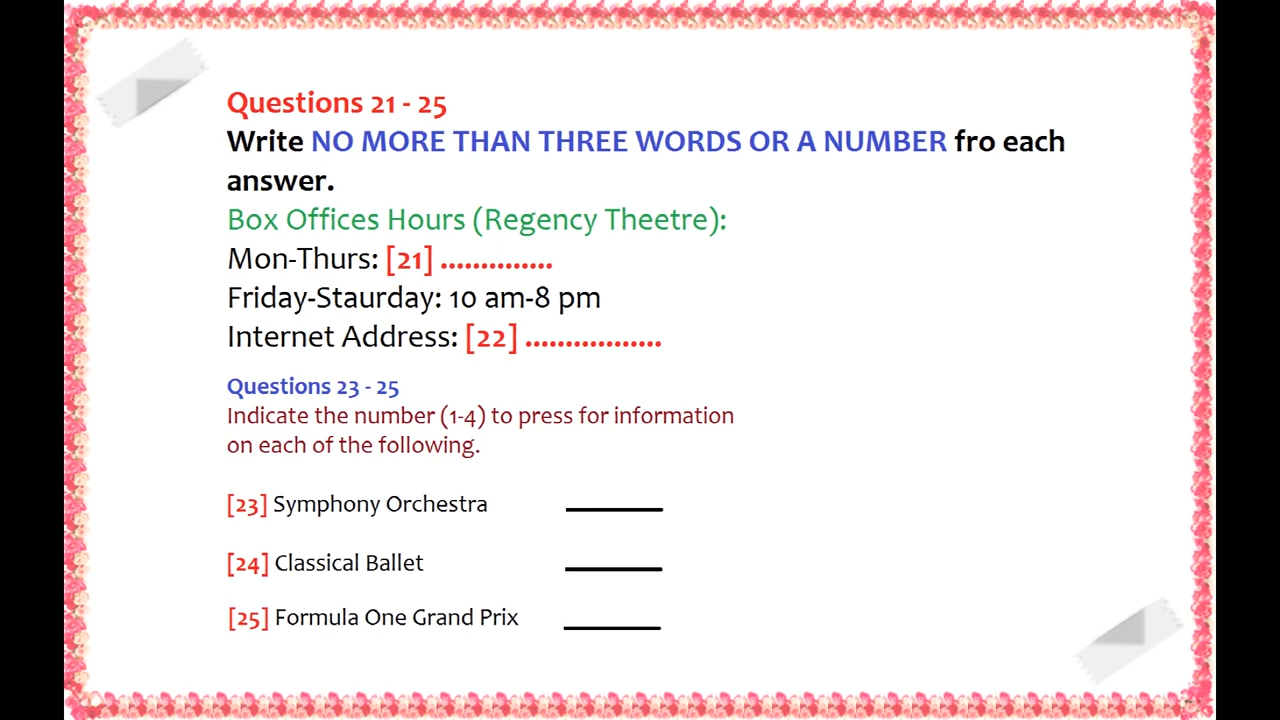 Questions 21 - 25
Write NO MORE THAN THREE WORDS OR A NUMBER fro each
answer.
Box Offices Hours (Regency Theetre):
Mon-Thurs: [21] ..............
Friday-Staurday: 10 am-8 pm
Internet Address: [22] .................
Questions 23 - 25
Indicate the number (1-4) to press for information
on each of the following.
[23] Symphony Orchestra ________
[24] Classical Ballet ________
[25] Formula One Grand Prix ________